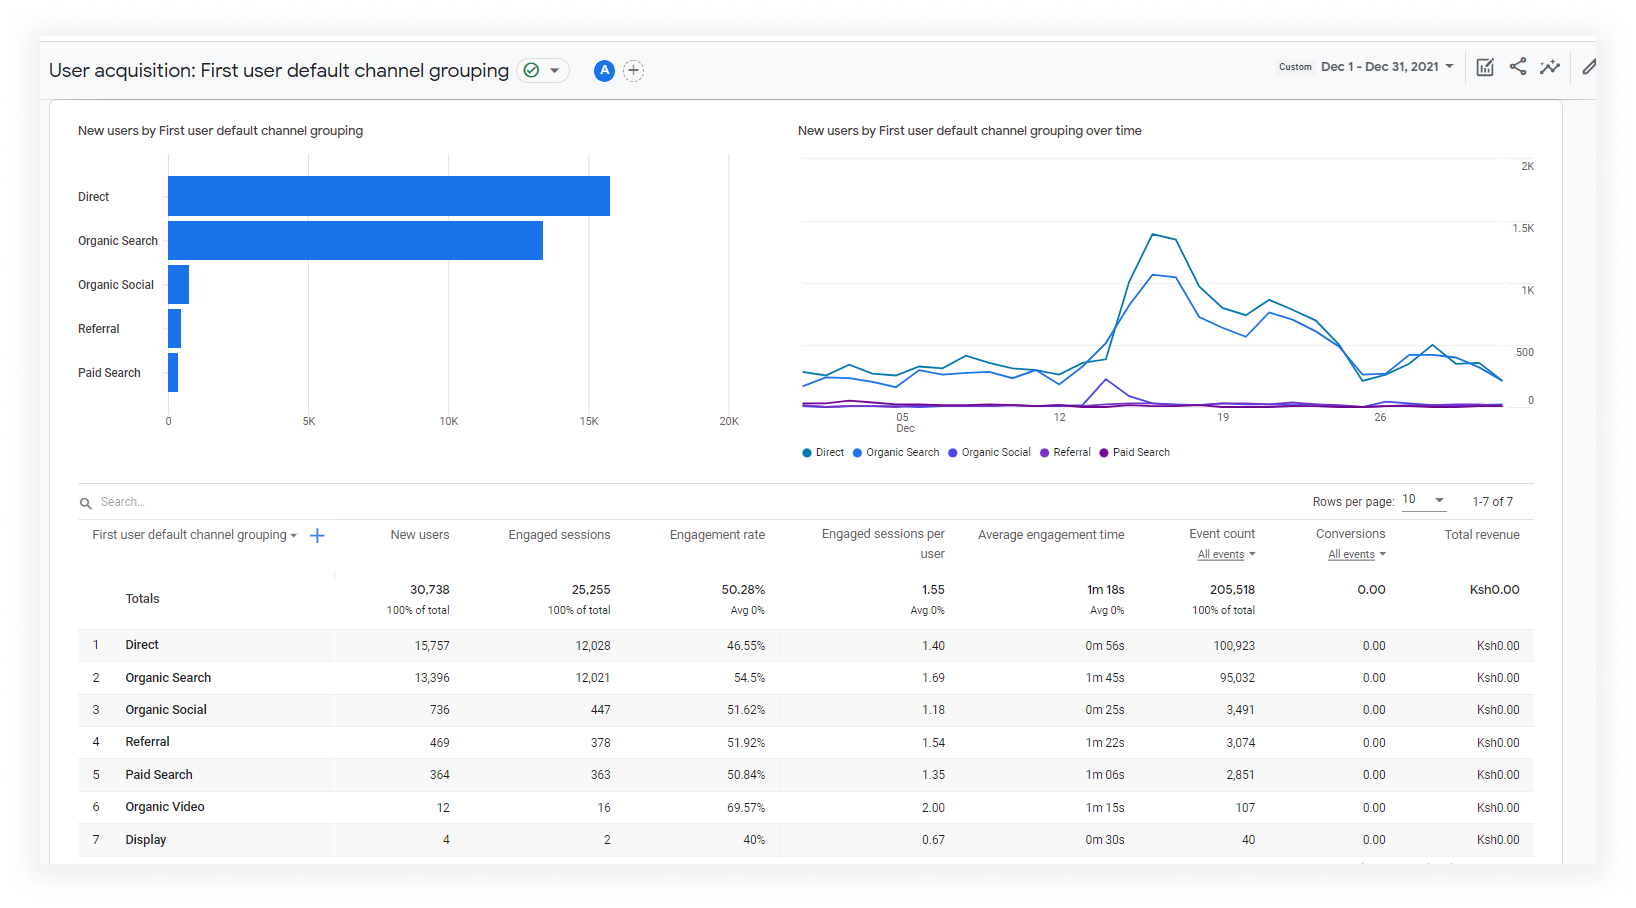 User acquisition: First user default channel grouping
A
Custom Dec 1 - Dec 31, 2021
New users by First user default channel grouping
Direct
Organic Search
Organic Social
Referral
Paid Search
0 5K 10K 15K 20K
New users by First user default channel grouping over time
2K
1.5K
1K
500
0
05 12 19 26
Dec
Direct Organic Search Organic Social Referral Paid Search
Search...
Rows per page: 10 1-7 of 7
First user default channel grouping New users Engaged sessions Engagement rate Engaged sessions per user Average engagement time Event count Conversions Total revenue
All events All events
Totals 30,738 25,255 50.28% 1.55 1m 18s 205,518 0.00 Ksh0.00
100% of total 100% of total Avg 0% Avg 0% Avg 0% 100% of total
1 Direct 15,757 12,028 46.55% 1.40 0m 56s 100,923 0.00 Ksh0.00
2 Organic Search 13,396 12,021 54.5% 1.69 1m 45s 95,032 0.00 Ksh0.00
3 Organic Social 736 447 51.62% 1.18 0m 25s 3,491 0.00 Ksh0.00
4 Referral 469 378 51.92% 1.54 1m 22s 3,074 0.00 Ksh0.00
5 Paid Search 364 363 50.84% 1.35 1m 06s 2,851 0.00 Ksh0.00
6 Organic Video 12 16 69.57% 2.00 1m 15s 107 0.00 Ksh0.00
7 Display 4 2 40% 0.67 0m 30s 40 0.00 Ksh0.00